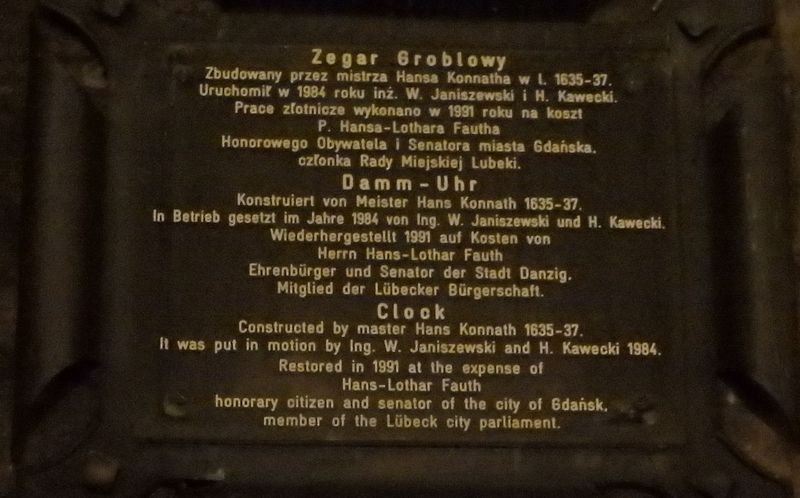 Zegar Groblowy
Zbudowany przez mistrza Hansa Konnatha w l. 1635-37.
Uruchomił w 1984 roku inż. W. Janiszewski i H. Kawecki.
Prace złotnicze wykonano w 1991 roku na koszt
P. Hansa-Lothara Fautha
Honorowego Obywatela i Senatora miasta Gdańska.
członka Rady Miejskiej Lubeki.
Damm-Uhr
Konstruiert von Meister Hans Konnath 1635-37.
In Betrieb gesetzt im Jahre 1984 von Ing. W. Janiszewski und H. Kawecki.
Wiederhergestellt 1991 auf Kosten von
Herrn Hans-Lothar Fauth
Ehrenbürger und Senator der Stadt Danzig,
Mitglied der Lübecker Bürgerschaft.
Clock
Constructed by master Hans Konnath 1635-37.
It was put in motion by Ing. W. Janiszewski and H. Kawecki 1984.
Restored in 1991 at the expense of
Hans-Lothar Fauth
honorary citizen and senator of the city of Gdańsk,
member of the Lübeck city parliament.